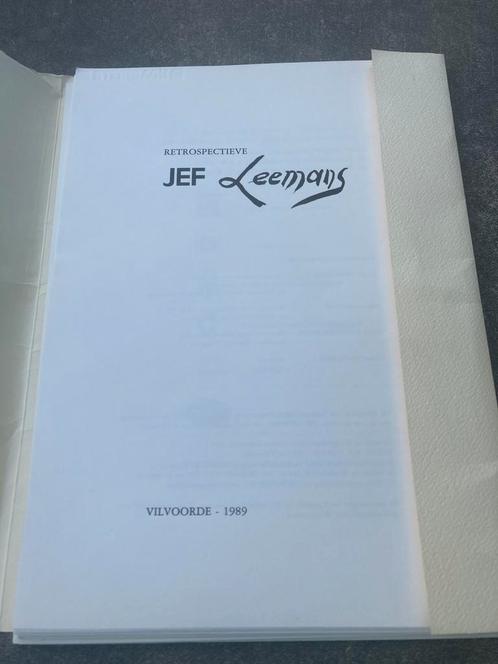 RETROSPECTIEVE
JEF Leemans
VILVOORDE - 1989